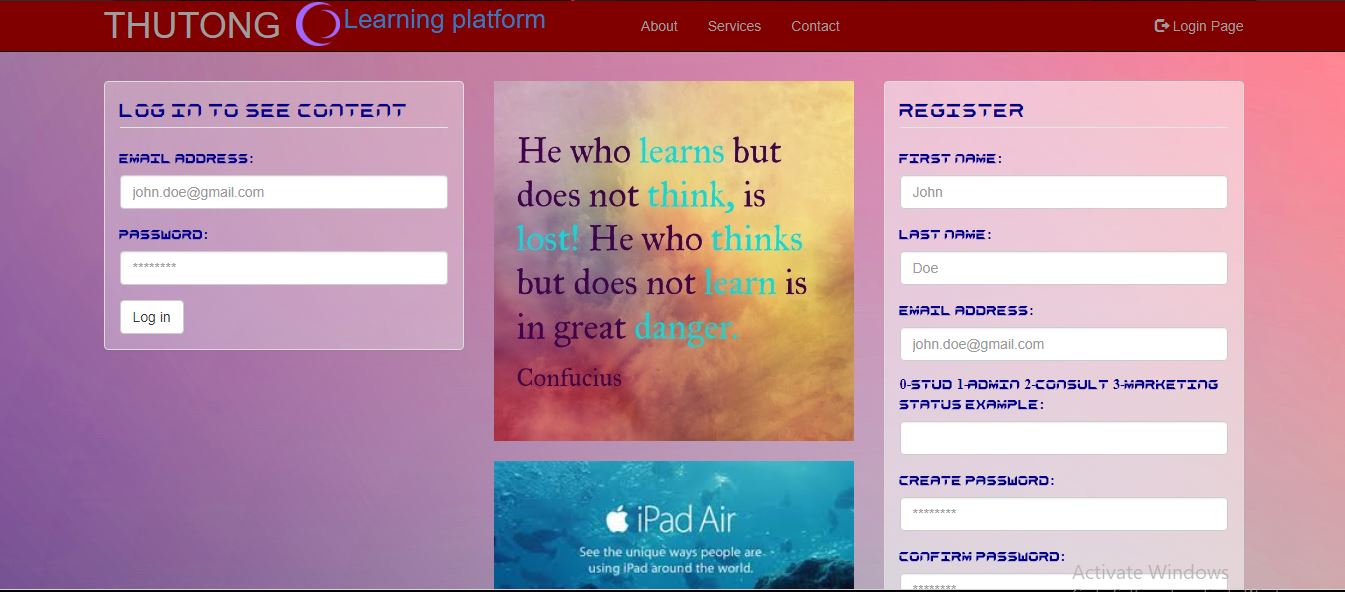 THUTONG
Learning platform
About
Services
Contact
Login Page
LOG IN TO SEE CONTENT
EMAIL ADDRESS:
john.doe@gmail.com
PASSWORD:
********
Log in
He who learns but
does not think, is
lost! He who thinks
but does not learn is
in great danger.
Confucius
iPad Air
See the unique ways people are
using iPad around the world.
REGISTER
FIRST NAME:
John
LAST NAME:
Doe
EMAIL ADDRESS:
john.doe@gmail.com
0-STUD 1-ADMIN 2-CONSULT 3-MARKETING
STATUS EXAMPLE:
CREATE PASSWORD:
********
CONFIRM PASSWORD:
********
Activate Windows